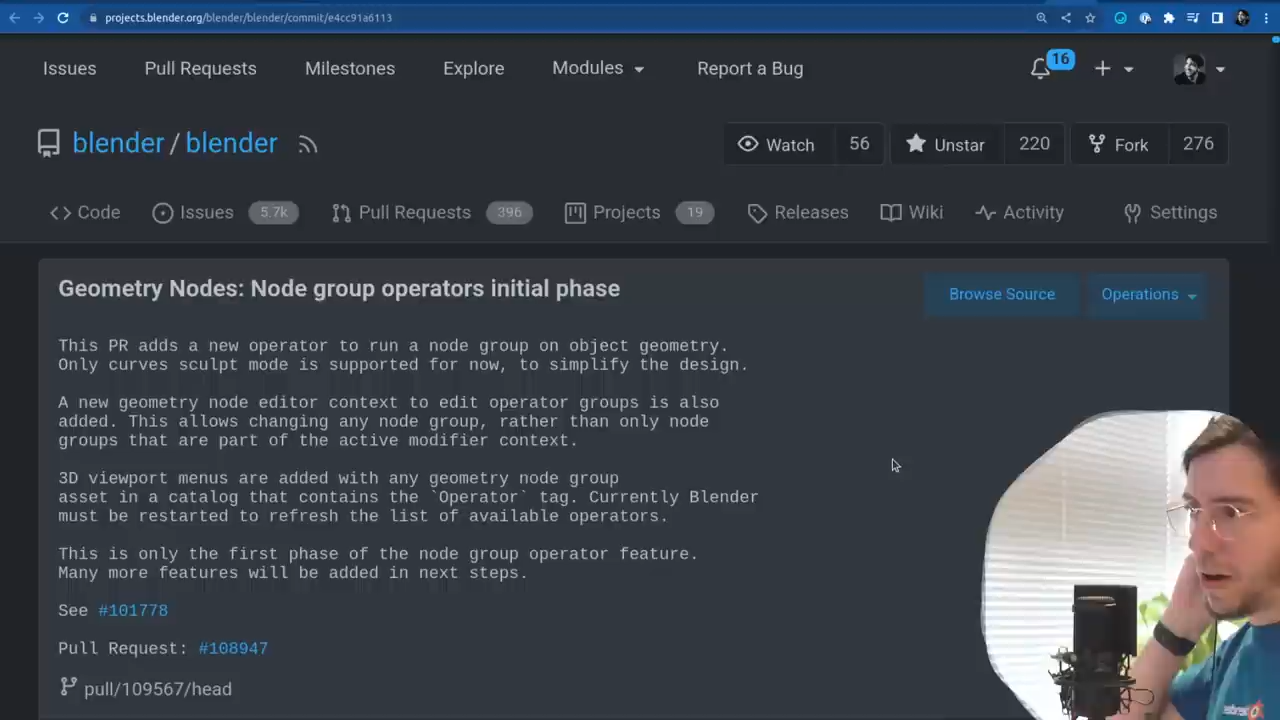 projects.blender.org/blender/blender/commit/e4cc91a6113
Issues Pull Requests Milestones Explore Modules Report a Bug 16
blender / blender Watch 56 Unstar 220 Fork 276
Code Issues 5.7k Pull Requests 396 Projects 19 Releases Wiki Activity Settings
Geometry Nodes: Node group operators initial phase Browse Source Operations
This PR adds a new operator to run a node group on object geometry.
Only curves sculpt mode is supported for now, to simplify the design.
A new geometry node editor context to edit operator groups is also
added. This allows changing any node group, rather than only node
groups that are part of the active modifier context.
3D viewport menus are added with any geometry node group
asset in a catalog that contains the `Operator` tag. Currently Blender
must be restarted to refresh the list of available operators.
This is only the first phase of the node group operator feature.
Many more features will be added in next steps.
See #101778
Pull Request: #108947
pull/109567/head